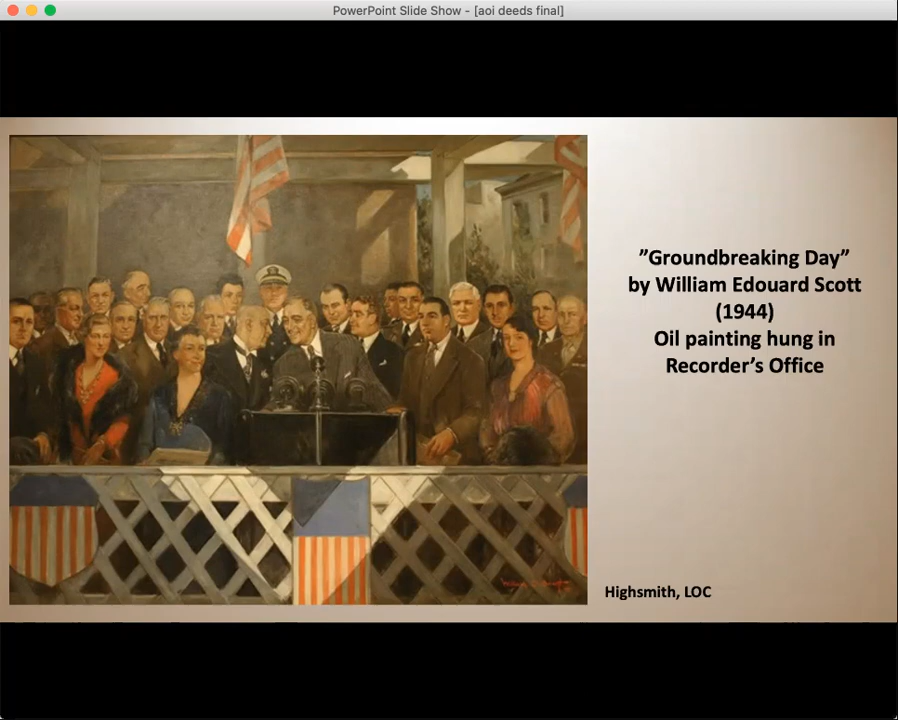 PowerPoint Slide Show - [aoi deeds final]
”Groundbreaking Day”
by William Edouard Scott
(1944)
Oil painting hung in
Recorder’s Office
Highsmith, LOC